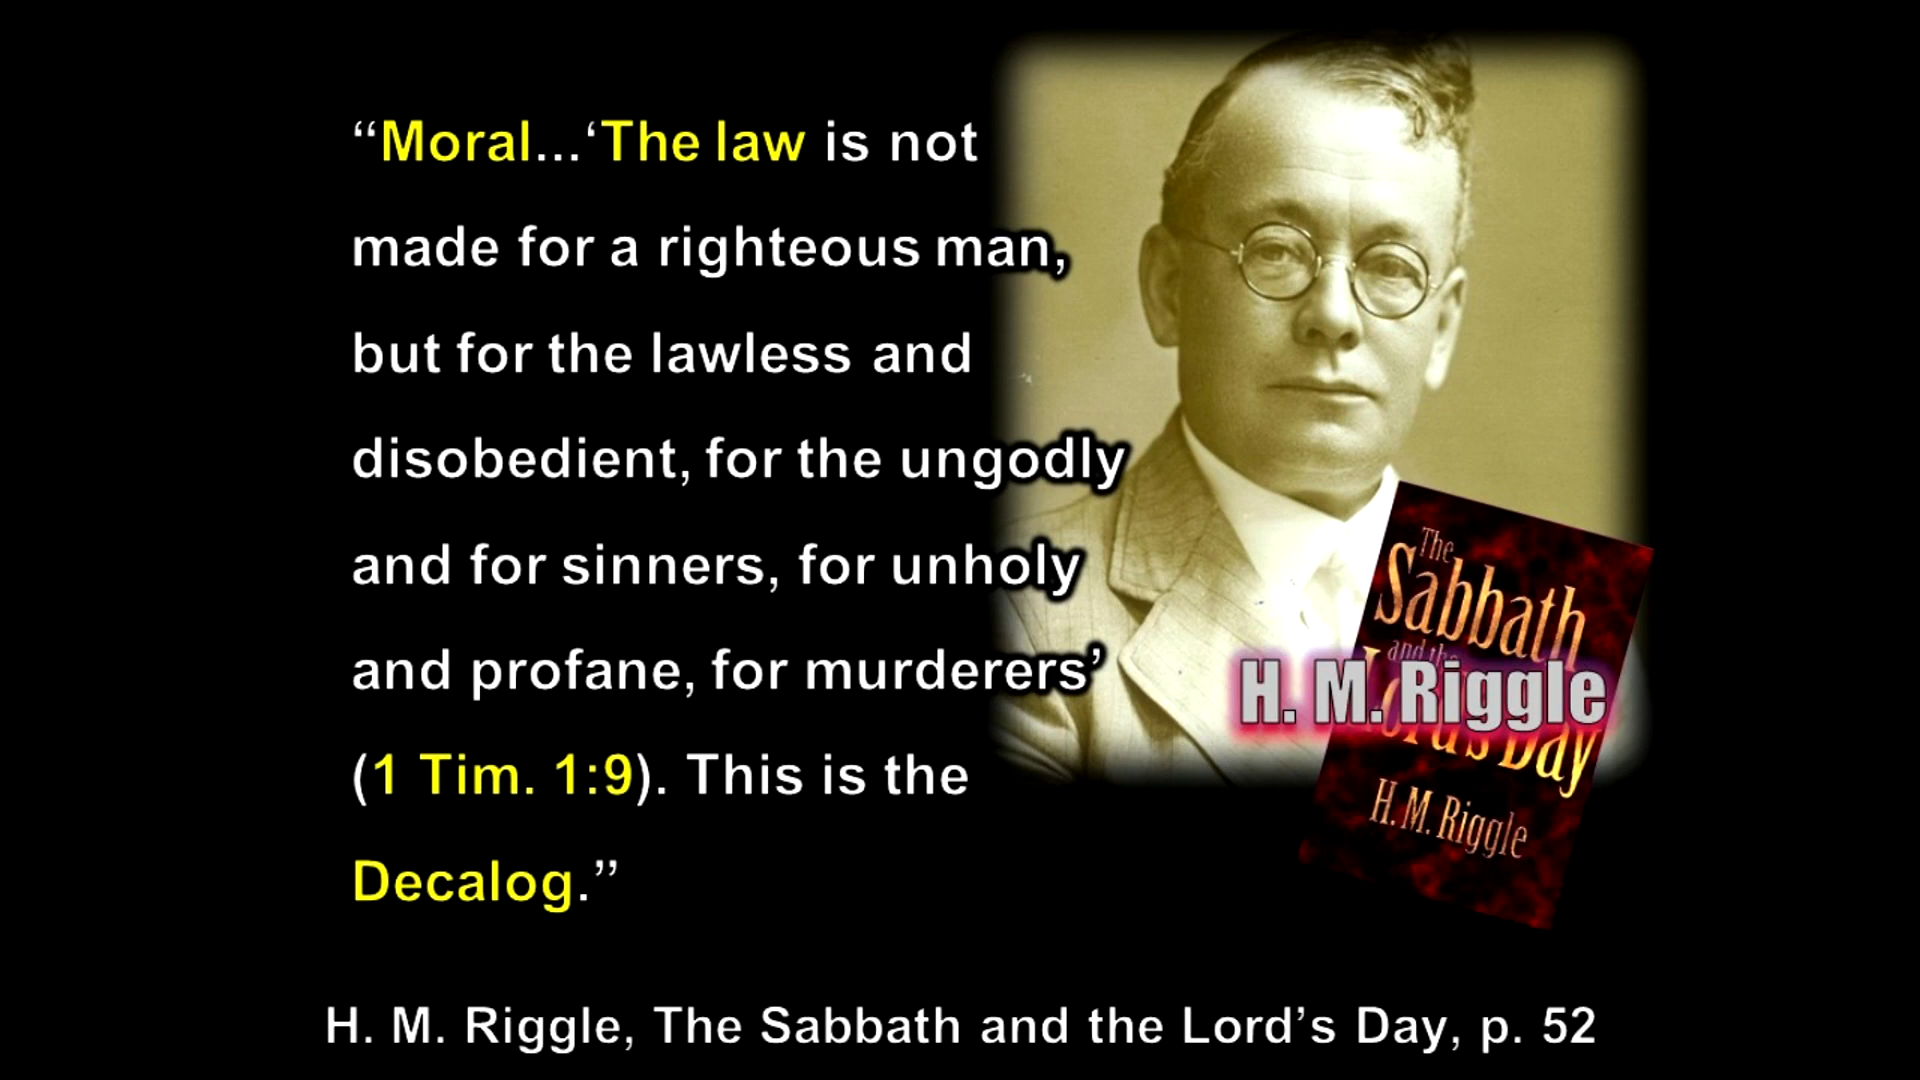 “Moral...‘The law is not
made for a righteous man,
but for the lawless and
disobedient, for the ungodly
and for sinners, for unholy
and profane, for murderers’
(1 Tim. 1:9). This is the
Decalog.”
The
Sabbath
and the
Lord's Day
H. M. Riggle
H. M. Riggle
H. M. Riggle, The Sabbath and the Lord’s Day, p. 52